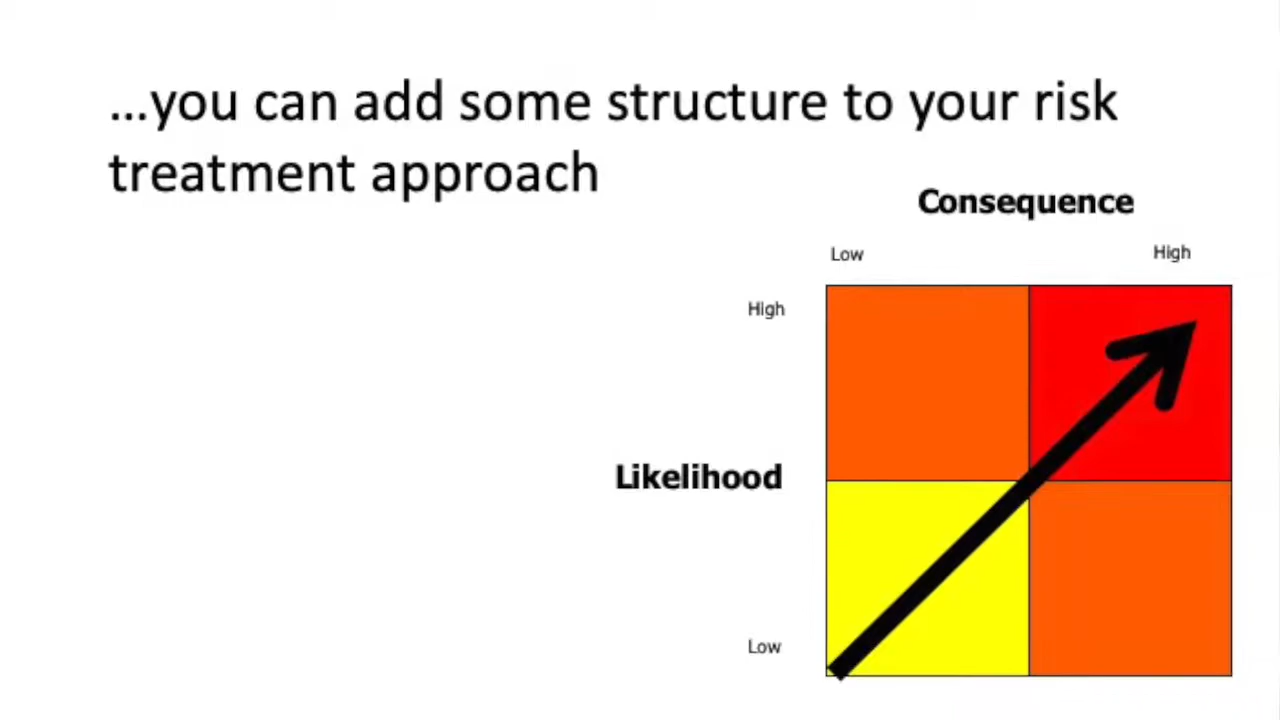 ...you can add some structure to your risk
treatment approach
Consequence
Low
High
High
Likelihood
Low